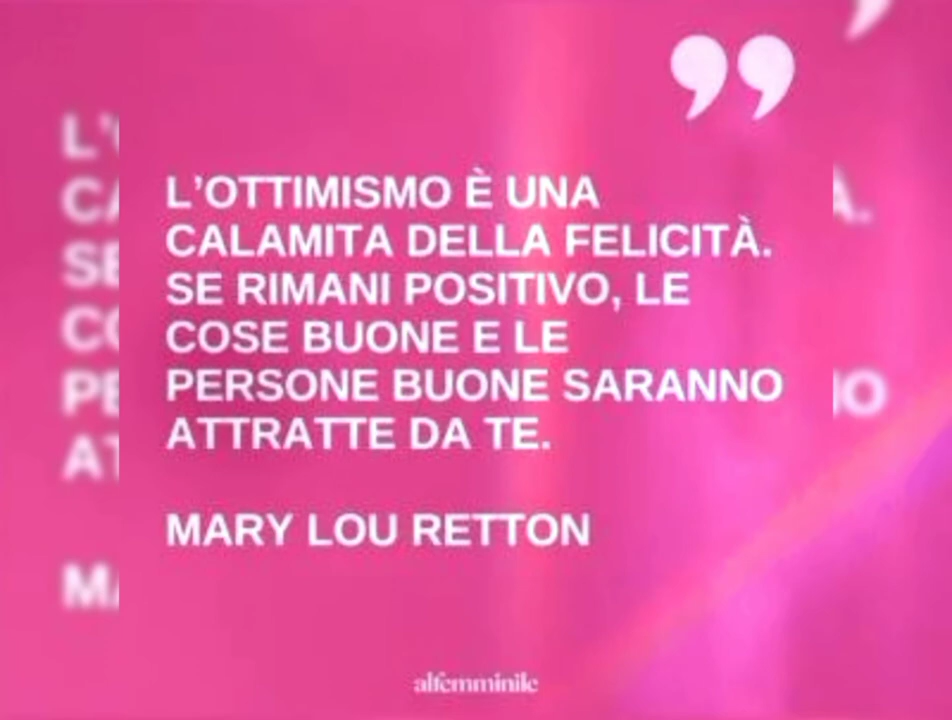 ”
L’OTTIMISMO È UNA
CALAMITA DELLA FELICITÀ.
SE RIMANI POSITIVO, LE
COSE BUONE E LE
PERSONE BUONE SARANNO
ATTRATTE DA TE.
MARY LOU RETTON
alfemminile